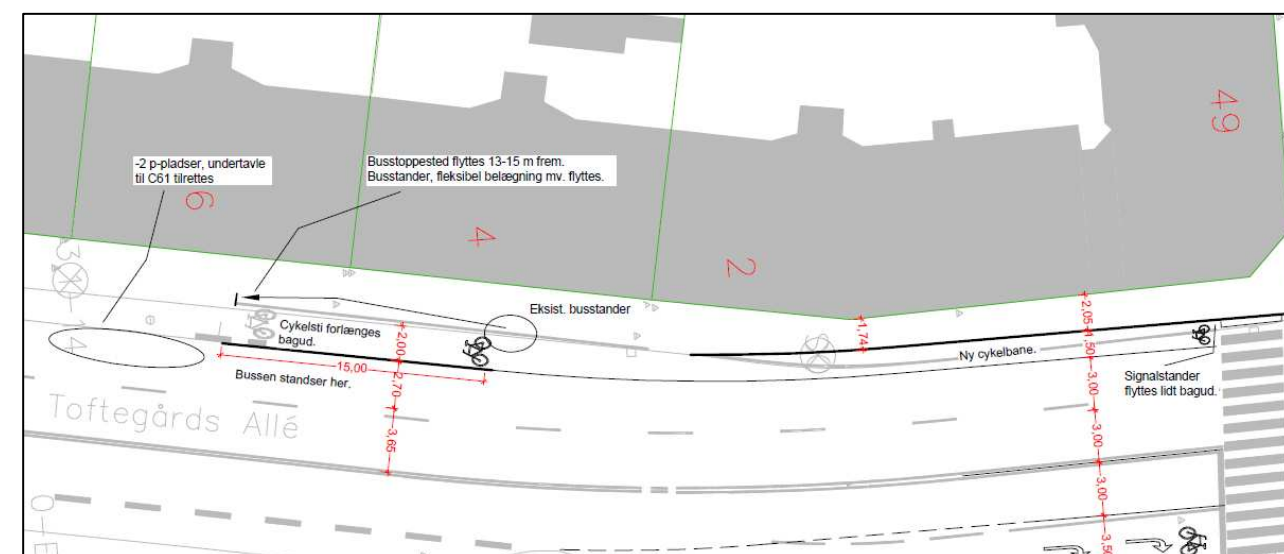 49
-2 p-pladser, undertavle
til C61 tilrettes
Busstoppested flyttes 13-15 m frem.
Busstander, fleksibel belægning mv. flyttes.
6
4
2
Eksist. busstander
Cykelsti forlænges
bagud.
2,00
15,00
2,70
3,65
Bussen standser her.
1,74
2,05
1,50
3,00
3,00
3,00
3,50
Ny cykelbane.
Signalstander
flyttes lidt bagud.
Toftegårds Allé